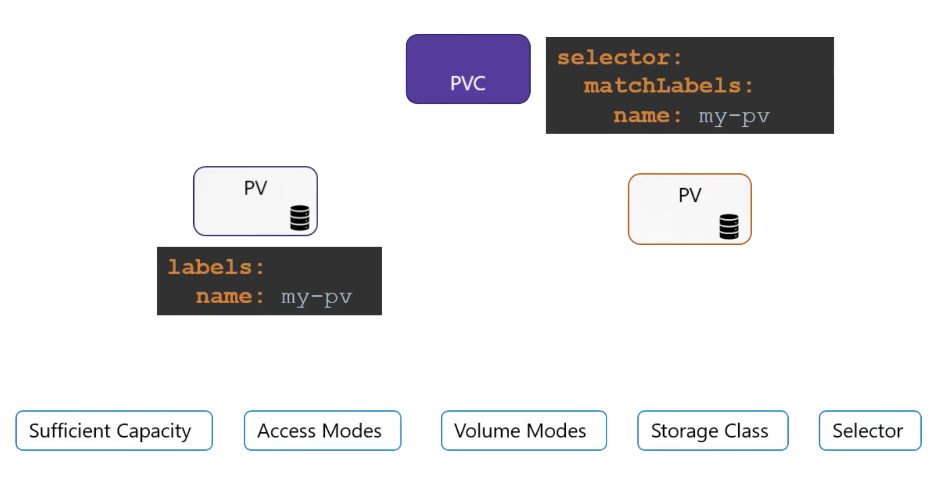 PVC
selector:
matchLabels:
name: my-pv
PV
PV
labels:
name: my-pv
Sufficient Capacity
Access Modes
Volume Modes
Storage Class
Selector